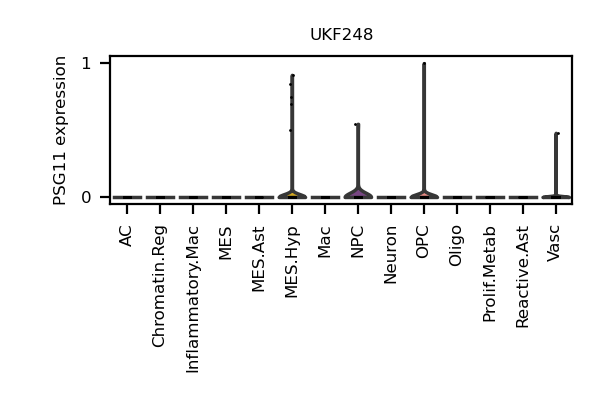 UKF248
PSG11 expression
1
0
AC
Chromatin.Reg
Inflammatory.Mac
MES
MES.Ast
MES.Hyp
Mac
NPC
Neuron
OPC
Oligo
Prolif.Metab
Reactive.Ast
Vasc